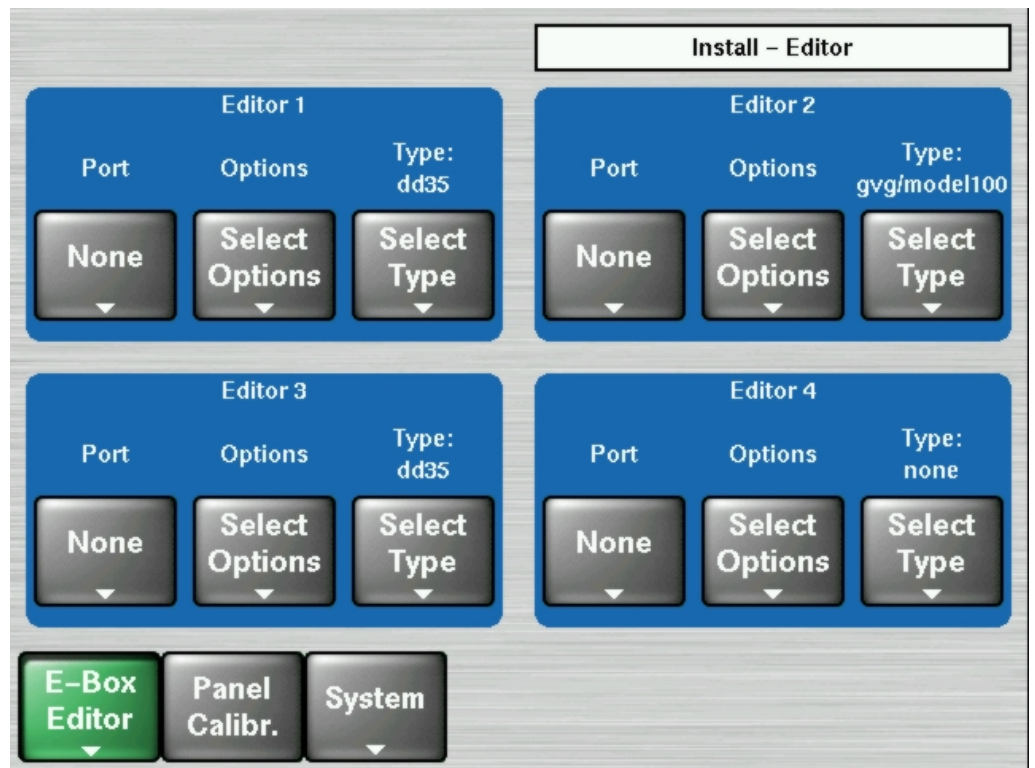 Install – Editor
Editor 1
Port
Options
Type:
dd35
None
Select
Options
Select
Type
Editor 2
Port
Options
Type:
gvg/model100
None
Select
Options
Select
Type
Editor 3
Port
Options
Type:
dd35
None
Select
Options
Select
Type
Editor 4
Port
Options
Type:
none
None
Select
Options
Select
Type
E–Box
Editor
Panel
Calibr.
System